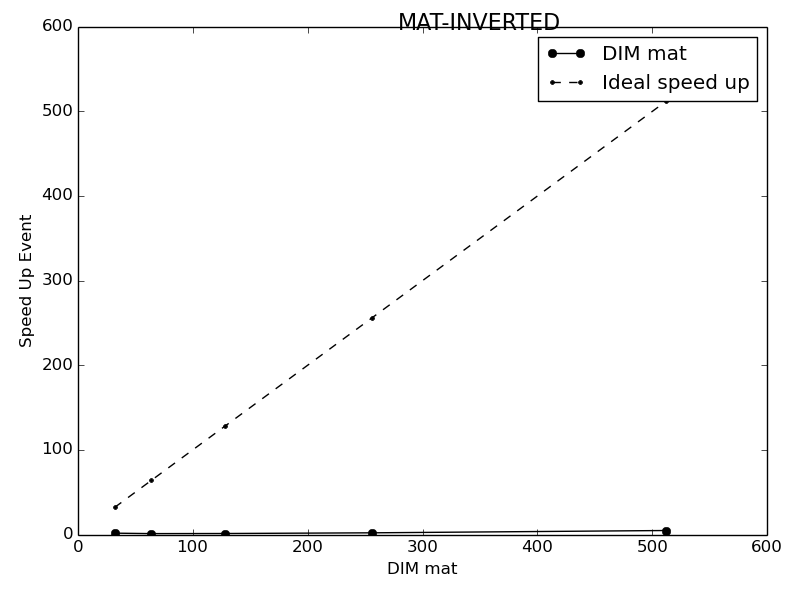 MAT-INVERTED
600
500
400
300
200
100
0
Speed Up Event
DIM mat
Ideal speed up
0 100 200 300 400 500 600
DIM mat